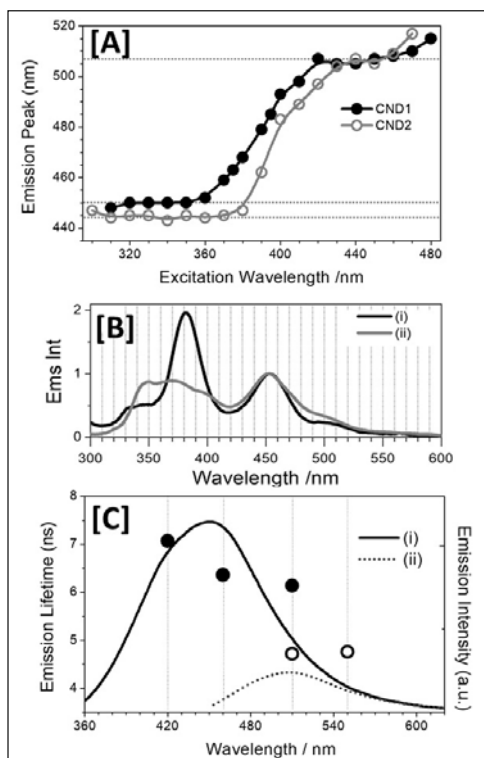 [A]
520
500
480
460
440
Emission Peak (nm)
CND1
CND2
320 360 400 440 480
Excitation Wavelength /nm
[B]
2
1
0
Ems Int
(i)
(ii)
300 350 400 450 500 550 600
Wavelength /nm
[C]
8
7
6
5
4
Emission Lifetime (ns)
(i)
(ii)
Emission Intensity (a.u.)
360 420 480 540 600
Wavelength / nm